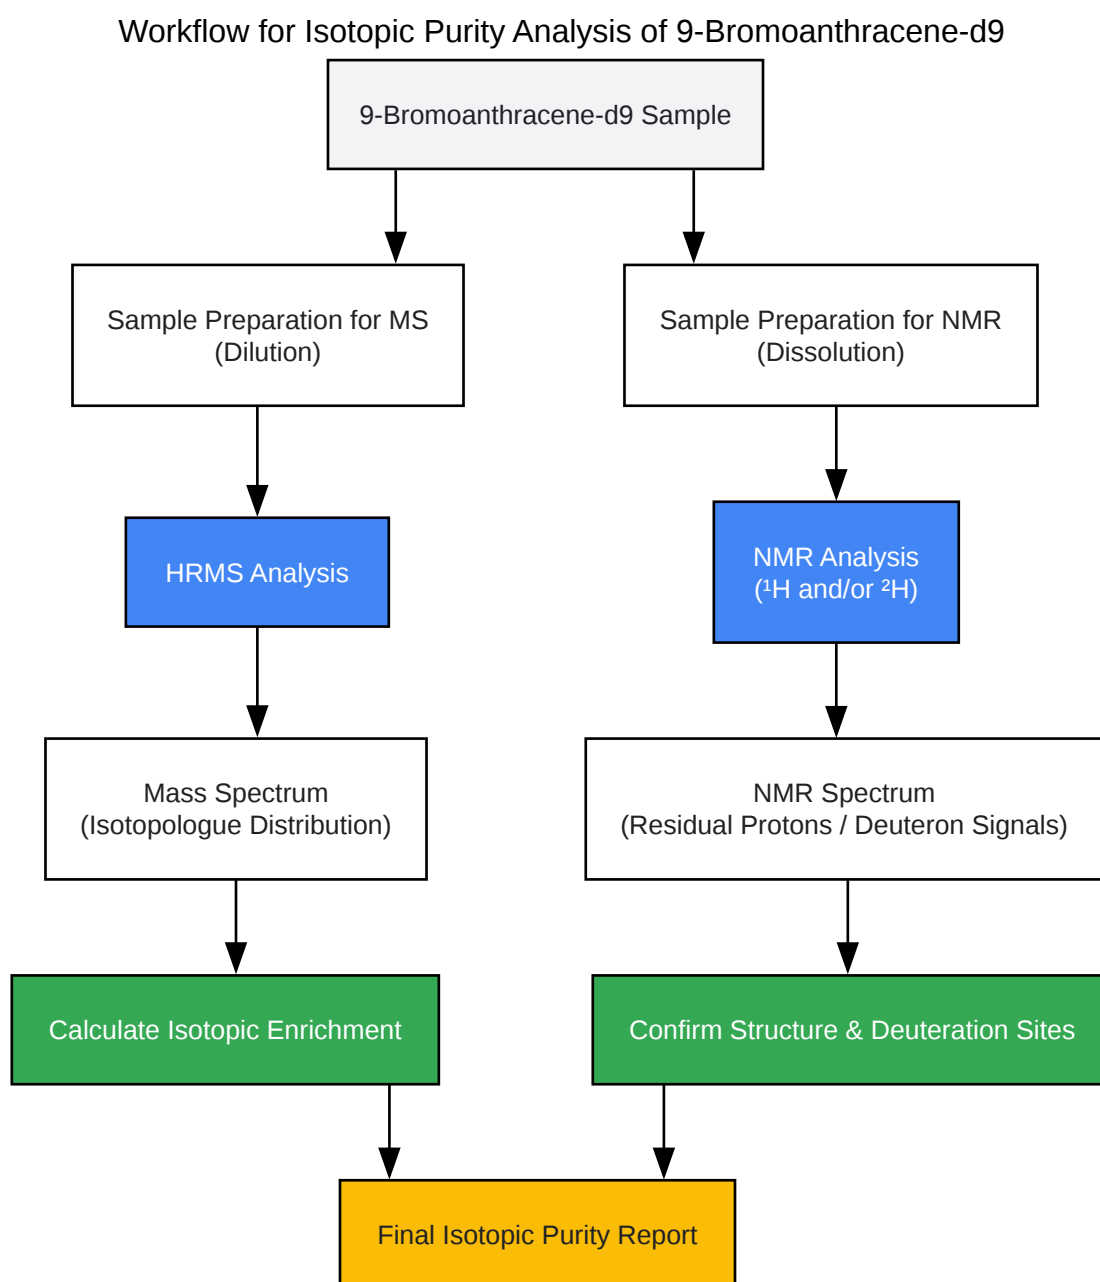 Workflow for Isotopic Purity Analysis of 9-Bromoanthracene-d9
9-Bromoanthracene-d9 Sample
Sample Preparation for MS
(Dilution)
Sample Preparation for NMR
(Dissolution)
HRMS Analysis
NMR Analysis
(¹H and/or ²H)
Mass Spectrum
(Isotopologue Distribution)
NMR Spectrum
(Residual Protons / Deuteron Signals)
Calculate Isotopic Enrichment
Confirm Structure & Deuteration Sites
Final Isotopic Purity Report